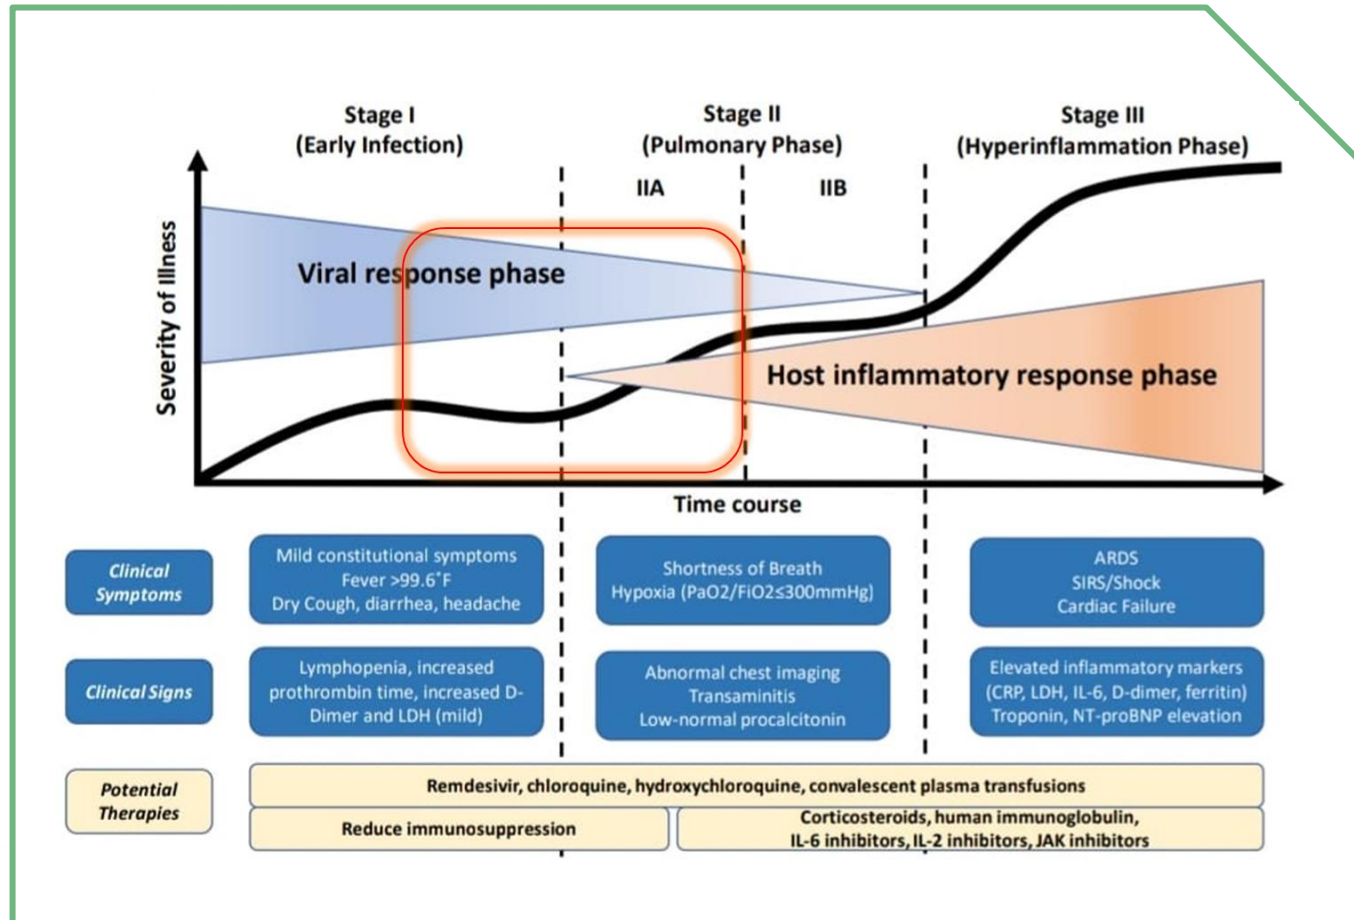 Stage I
(Early Infection)
Stage II
(Pulmonary Phase)
Stage III
(Hyperinflammation Phase)
IIA
IIB
Severity of Illness
Viral response phase
Host inflammatory response phase
Time course
Clinical
Symptoms
Mild constitutional symptoms
Fever >99.6°F
Dry Cough, diarrhea, headache
Shortness of Breath
Hypoxia (PaO2/FiO2≤300mmHg)
ARDS
SIRS/Shock
Cardiac Failure
Clinical Signs
Lymphopenia, increased
prothrombin time, increased D-
Dimer and LDH (mild)
Abnormal chest imaging
Transaminitis
Low-normal procalcitonin
Elevated inflammatory markers
(CRP, LDH, IL-6, D-dimer, ferritin)
Troponin, NT-proBNP elevation
Potential
Therapies
Remdesivir, chloroquine, hydroxychloroquine, convalescent plasma transfusions
Reduce immunosuppression
Corticosteroids, human immunoglobulin,
IL-6 inhibitors, IL-2 inhibitors, JAK inhibitors